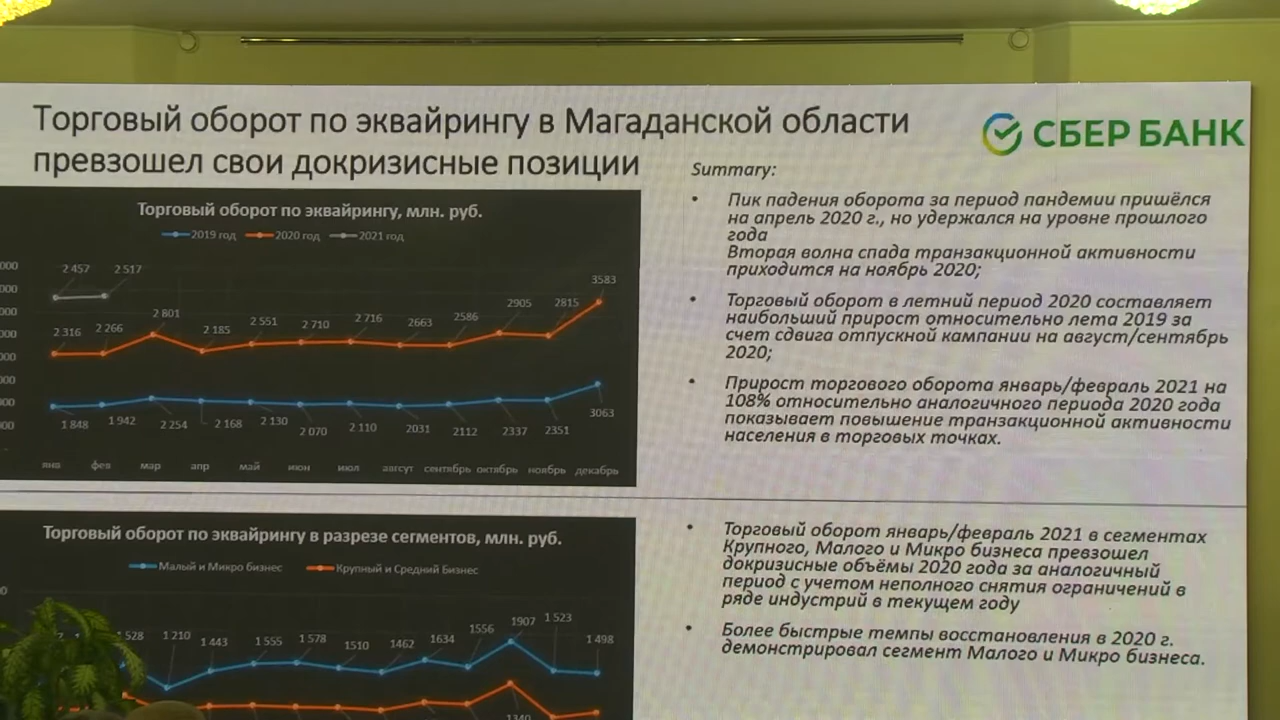 Торговый оборот по эквайрингу в Магаданской области
превзошел свои докризисные позиции
СБЕР БАНК
Summary:
Торговый оборот по эквайрингу, млн. руб.
2019 год 2020 год 2021 год
2 457 2 517
2 316 2 266 2 801 2 185 2 551 2 710 2 716 2663 2586 2905 2815 3583
1 848 1 942 2 254 2 168 2 130 2 070 2 110 2031 2112 2337 2351 3063
янв фев мар апр май июн июл август сентябрь октябрь ноябрь декабрь
• Пик падения оборота за период пандемии пришёлся
на апрель 2020 г., но удержался на уровне прошлого
года
Вторая волна спада транзакционной активности
приходится на ноябрь 2020;
• Торговый оборот в летний период 2020 составляет
наибольший прирост относительно лета 2019 за
счет сдвига отпускной кампании на август/сентябрь
2020;
• Прирост торгового оборота январь/февраль 2021 на
108% относительно аналогичного периода 2020 года
показывает повышение транзакционной активности
населения в торговых точках.
Торговый оборот по эквайрингу в разрезе сегментов, млн. руб.
Малый и Микро бизнес Крупный и Средний Бизнес
1 210 1 443 1 555 1 578 1510 1462 1634 1556 1907 1 523 1 498
• Торговый оборот январь/февраль 2021 в сегментах
Крупного, Малого и Микро бизнеса превзошел
докризисные объёмы 2020 года за аналогичный
период с учетом неполного снятия ограничений в
ряде индустрий в текущем году
• Более быстрые темпы восстановления в 2020 г.
демонстрировал сегмент Малого и Микро бизнеса.